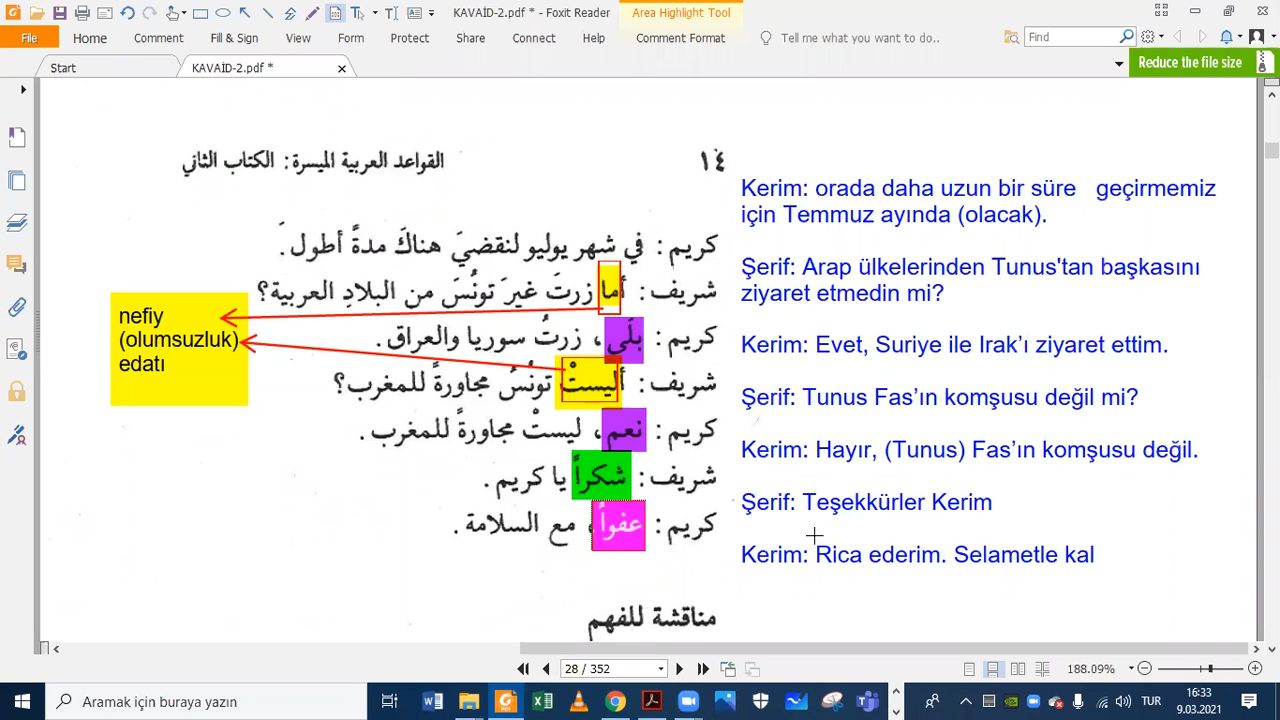 KAVAİD-2.pdf * - Foxit Reader
Area Highlight Tool
File Home Comment Fill & Sign View Form Protect Share Connect Help Comment Format Tell me what you want to do.. Find
Start KAVAİD-2.pdf * Reduce the file size
القواعد العربية الميسرة: الكتاب الثاني ١٤
كريم: في شهر يوليو لنقضيَ هناكَ مدةً أطول.
شريف: أما زرتَ غيرَ تونُسَ من البلادِ العربية؟
كريم: بلَى، زرتُ سوريا والعراق.
شريف: أليستْ تونُسُ مجاورةً للمغرب؟
كريم: نعم، ليستْ مجاورةً للمغرب.
شريف: شكراً يا كريم.
كريم: عفواً، مع السلامة.
مناقشة للفهم
nefiy
(olumsuzluk)
edatı
Kerim: orada daha uzun bir süre geçirmemiz
için Temmuz ayında (olacak).
Şerif: Arap ülkelerinden Tunus'tan başkasını
ziyaret etmedin mi?
Kerim: Evet, Suriye ile Irak’ı ziyaret ettim.
Şerif: Tunus Fas’ın komşusu değil mi?
Kerim: Hayır, (Tunus) Fas’ın komşusu değil.
Şerif: Teşekkürler Kerim
Kerim: Rica ederim. Selametle kal
28 / 352 188.09%
Aramak için buraya yazın TUR 16:33
9.03.2021